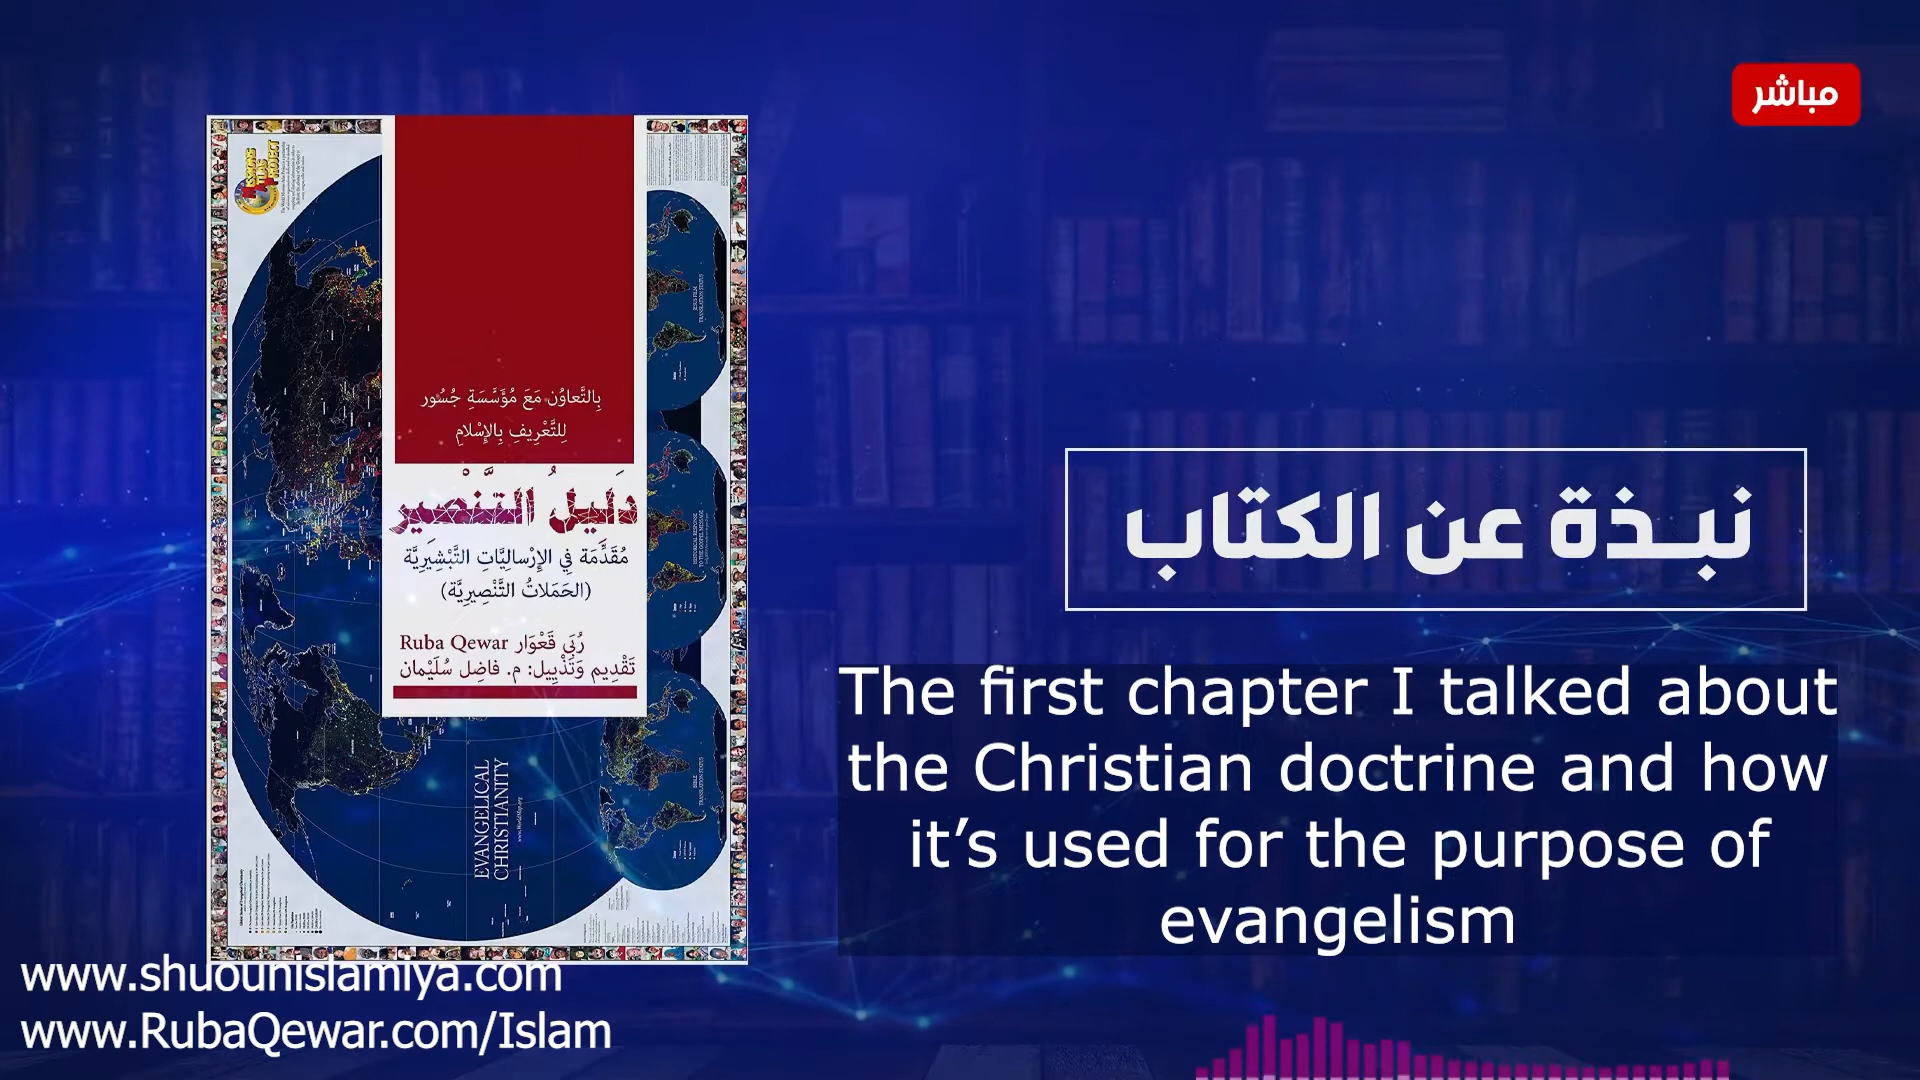 مباشر
بِالتَّعاوُنِ مَعَ مُؤَسَّسَةِ جُسُور
لِلتَّعْرِيفِ بِالإِسْلامِ
دَلِيلُ التَّنْصِير
مُقَدِّمَة فِي الإِرسالِيَّاتِ التَّبْشِيرِيَّة
(الحَمَلاتُ التَّنْصِيرِيَّة)
رُبَى قَعْوَار Ruba Qewar
تَقْدِيم وَتَذْيِيل: م. فاضِل سُلَيْمان
EVANGELICAL
CHRISTIANITY
نبذة عن الكتاب
The first chapter I talked about
the Christian doctrine and how
it’s used for the purpose of
evangelism
www.shuounislamiya.com
www.RubaQewar.com/Islam